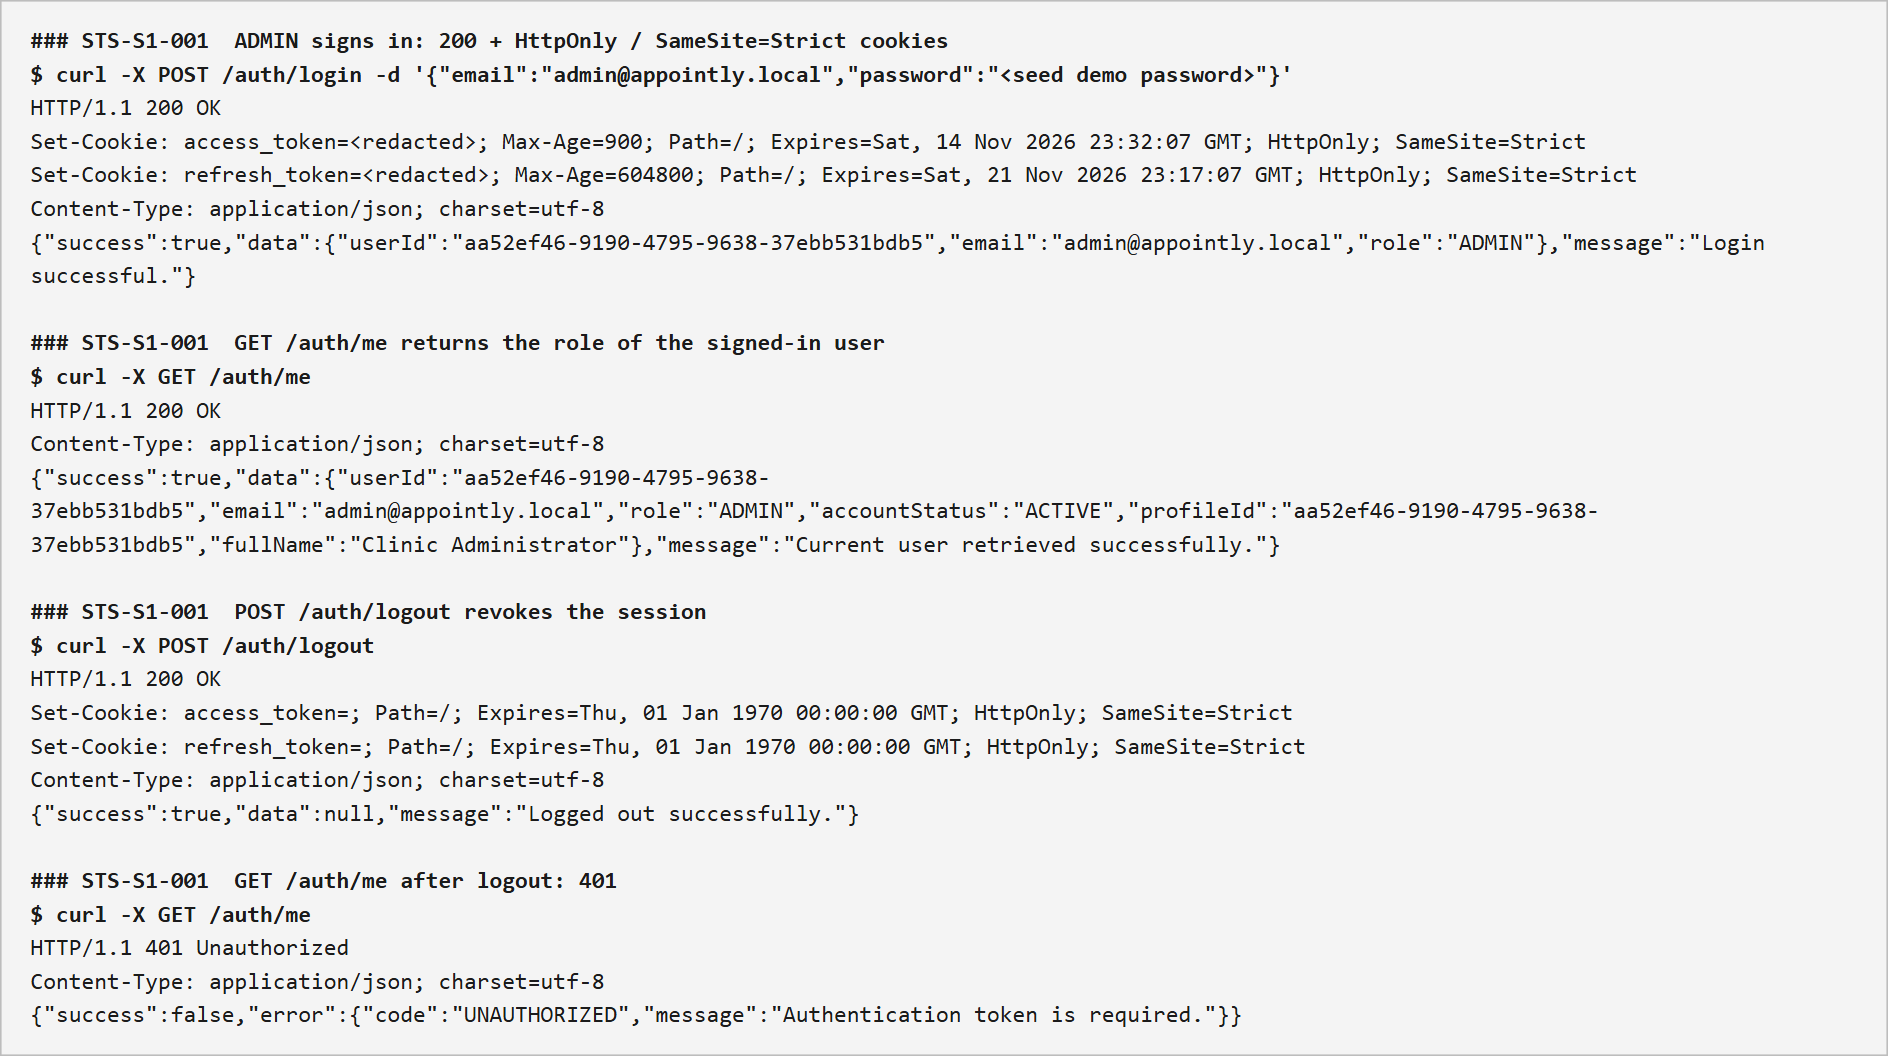 ### STS-S1-001  ADMIN signs in: 200 + HttpOnly / SameSite=Strict cookies
$ curl -X POST /auth/login -d '{"email":"admin@appointly.local","password":"<seed demo password>"}'
HTTP/1.1 200 OK
Set-Cookie: access_token=<redacted>; Max-Age=900; Path=/; Expires=Sat, 14 Nov 2026 23:32:07 GMT; HttpOnly; SameSite=Strict
Set-Cookie: refresh_token=<redacted>; Max-Age=604800; Path=/; Expires=Sat, 21 Nov 2026 23:17:07 GMT; HttpOnly; SameSite=Strict
Content-Type: application/json; charset=utf-8
{"success":true,"data":{"userId":"aa52ef46-9190-4795-9638-37ebb531bdb5","email":"admin@appointly.local","role":"ADMIN"},"message":"Login
successful."}

### STS-S1-001  GET /auth/me returns the role of the signed-in user
$ curl -X GET /auth/me
HTTP/1.1 200 OK
Content-Type: application/json; charset=utf-8
{"success":true,"data":{"userId":"aa52ef46-9190-4795-9638-
37ebb531bdb5","email":"admin@appointly.local","role":"ADMIN","accountStatus":"ACTIVE","profileId":"aa52ef46-9190-4795-9638-
37ebb531bdb5","fullName":"Clinic Administrator"},"message":"Current user retrieved successfully."}

### STS-S1-001  POST /auth/logout revokes the session
$ curl -X POST /auth/logout
HTTP/1.1 200 OK
Set-Cookie: access_token=; Path=/; Expires=Thu, 01 Jan 1970 00:00:00 GMT; HttpOnly; SameSite=Strict
Set-Cookie: refresh_token=; Path=/; Expires=Thu, 01 Jan 1970 00:00:00 GMT; HttpOnly; SameSite=Strict
Content-Type: application/json; charset=utf-8
{"success":true,"data":null,"message":"Logged out successfully."}

### STS-S1-001  GET /auth/me after logout: 401
$ curl -X GET /auth/me
HTTP/1.1 401 Unauthorized
Content-Type: application/json; charset=utf-8
{"success":false,"error":{"code":"UNAUTHORIZED","message":"Authentication token is required."}}